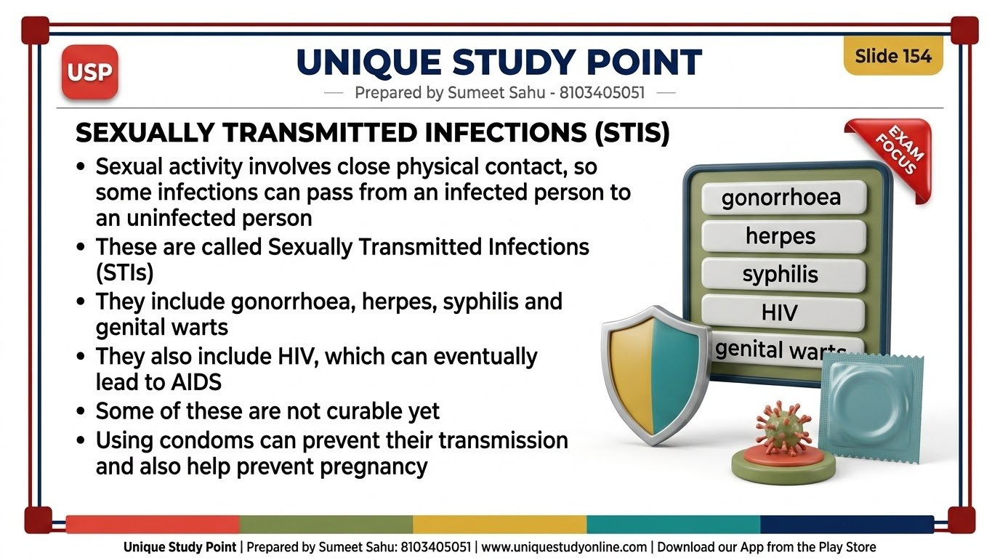 USP
UNIQUE STUDY POINT
Prepared by Sumeet Sahu - 8103405051
Slide 154
SEXUALLY TRANSMITTED INFECTIONS (STIS)
EXAM
FOCUS
• Sexual activity involves close physical contact, so
some infections can pass from an infected person to
an uninfected person
• These are called Sexually Transmitted Infections
(STIs)
• They include gonorrhoea, herpes, syphilis and
genital warts
• They also include HIV, which can eventually
lead to AIDS
• Some of these are not curable yet
• Using condoms can prevent their transmission
and also help prevent pregnancy
gonorrhoea
herpes
syphilis
HIV
genital warts
Unique Study Point | Prepared by Sumeet Sahu: 8103405051 | www.uniquestudyonline.com | Download our App from the Play Store